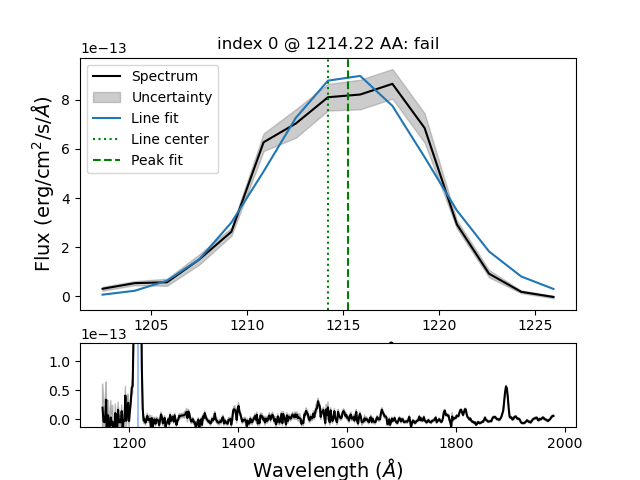 index 0 @ 1214.22 AA: fail
1e−13
Flux (erg/cm²/s/Å)
8
6
4
2
0
Spectrum
Uncertainty
Line fit
Line center
Peak fit
1205 1210 1215 1220 1225
1e−13
1.0
0.5
0.0
1200 1400 1600 1800 2000
Wavelength (Å)